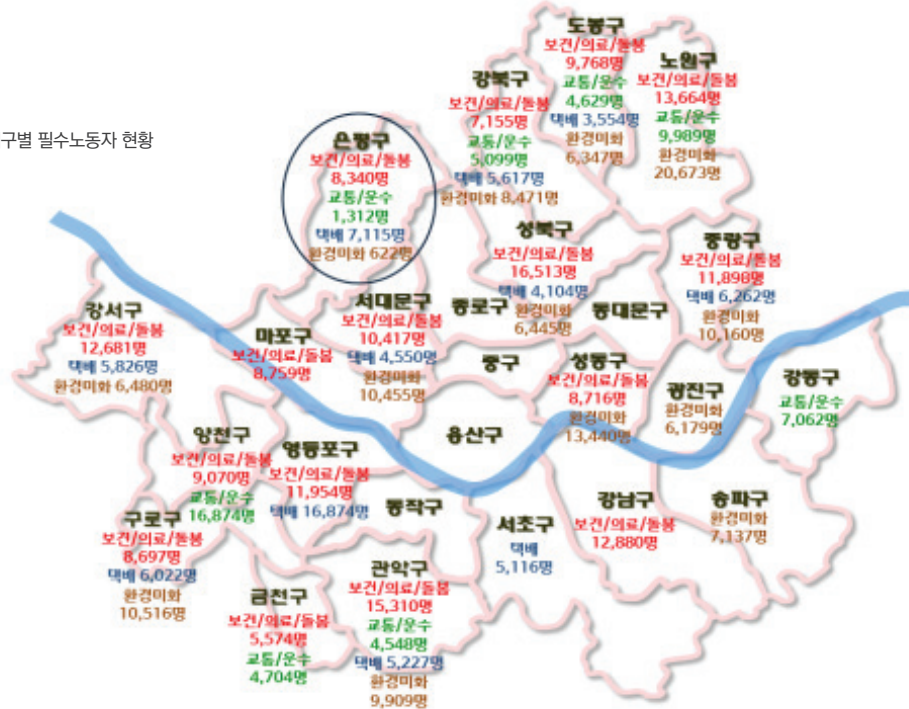 구별 필수노동자 현황
도봉구
보건/의료/돌봄
9,768명
교통/운수
4,629명
택배 3,554명
환경미화
6,347명
노원구
보건/의료/돌봄
13,664명
교통/운수
9,989명
환경미화
20,673명
강북구
보건/의료/돌봄
7,155명
교통/운수
5,099명
택배 5,617명
환경미화 8,471명
은평구
보건/의료/돌봄
8,340명
교통/운수
1,312명
택배 7,115명
환경미화 622명
성북구
보건/의료/돌봄
16,513명
택배 4,104명
환경미화
6,445명
중랑구
보건/의료/돌봄
11,898명
택배 6,262명
환경미화
10,160명
강서구
보건/의료/돌봄
12,681명
택배 5,826명
환경미화 6,480명
마포구
보건/의료/돌봄
8,759명
서대문구
보건/의료/돌봄
10,417명
택배 4,550명
환경미화
10,455명
종로구
동대문구
중구
성동구
보건/의료/돌봄
8,716명
환경미화
13,440명
광진구
환경미화
6,179명
강동구
교통/운수
7,062명
양천구
보건/의료/돌봄
9,070명
교통/운수
16,874명
영등포구
보건/의료/돌봄
11,954명
택배 16,874명
용산구
구로구
보건/의료/돌봄
8,697명
택배 6,022명
환경미화
10,516명
동작구
서초구
택배
5,116명
강남구
보건/의료/돌봄
12,880명
송파구
환경미화
7,137명
금천구
보건/의료/돌봄
5,574명
교통/운수
4,704명
관악구
보건/의료/돌봄
15,310명
교통/운수
4,548명
택배 5,227명
환경미화
9,909명